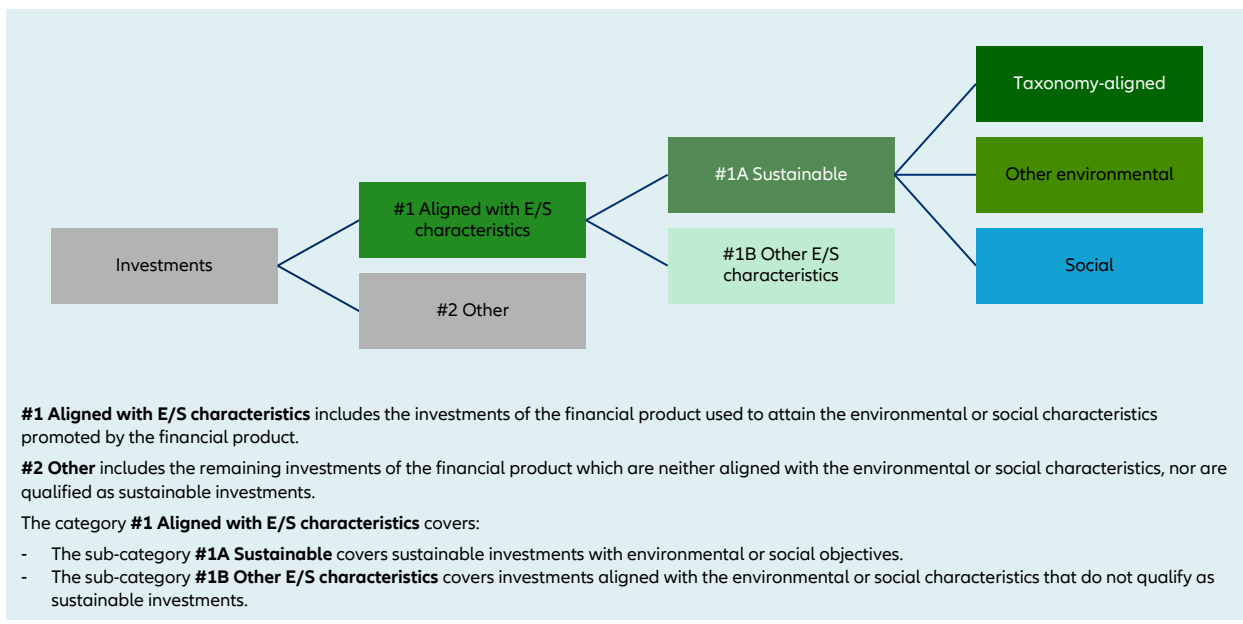 Taxonomy-aligned
#1A Sustainable
Other environmental
#1 Aligned with E/S
characteristics
#1B Other E/S
characteristics
Investments
Social
#2 Other
#1 Aligned with E/S characteristics includes the investments of the financial product used to attain the environmental or social characteristics
promoted by the financial product.
#2 Other includes the remaining investments of the financial product which are neither aligned with the environmental or social characteristics, nor are
qualified as sustainable investments.
The category #1 Aligned with E/S characteristics covers:
- The sub-category #1A Sustainable covers sustainable investments with environmental or social objectives.
- The sub-category #1B Other E/S characteristics covers investments aligned with the environmental or social characteristics that do not qualify as
sustainable investments.